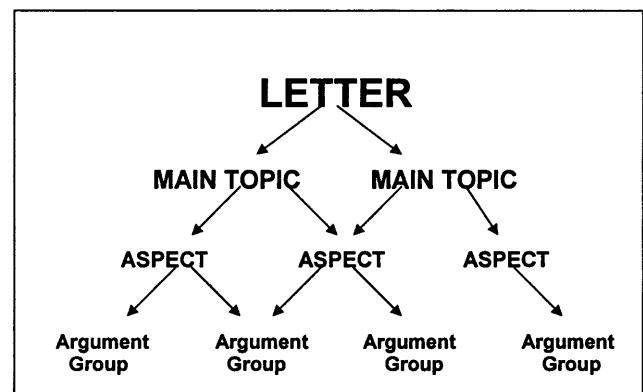 LETTER
MAIN TOPIC MAIN TOPIC
ASPECT ASPECT ASPECT
Argument Argument Argument Argument
Group Group Group Group